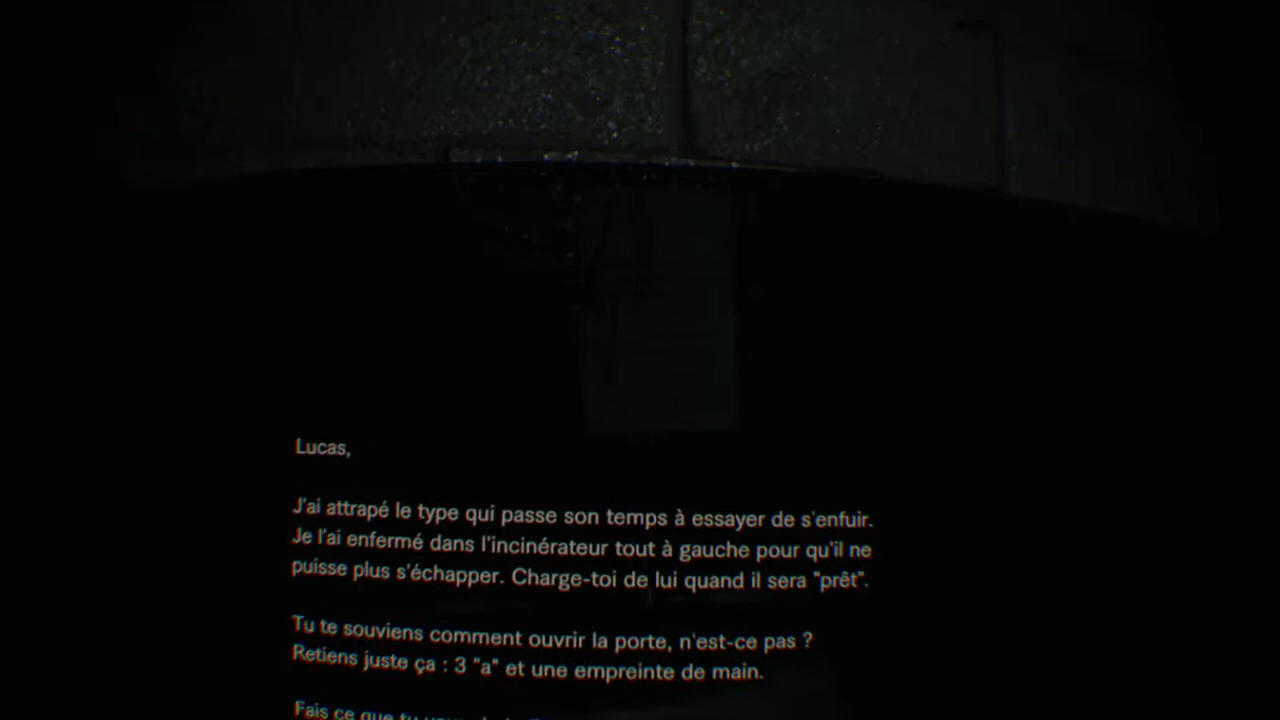 Lucas,
J'ai attrapé le type qui passe son temps à essayer de s'enfuir.
Je l'ai enfermé dans l'incinérateur tout à gauche pour qu'il ne
puisse plus s'échapper. Charge-toi de lui quand il sera "prêt".
Tu te souviens comment ouvrir la porte, n'est-ce pas ?
Retiens juste ça : 3 "a" et une empreinte de main.
Fais ce que tu